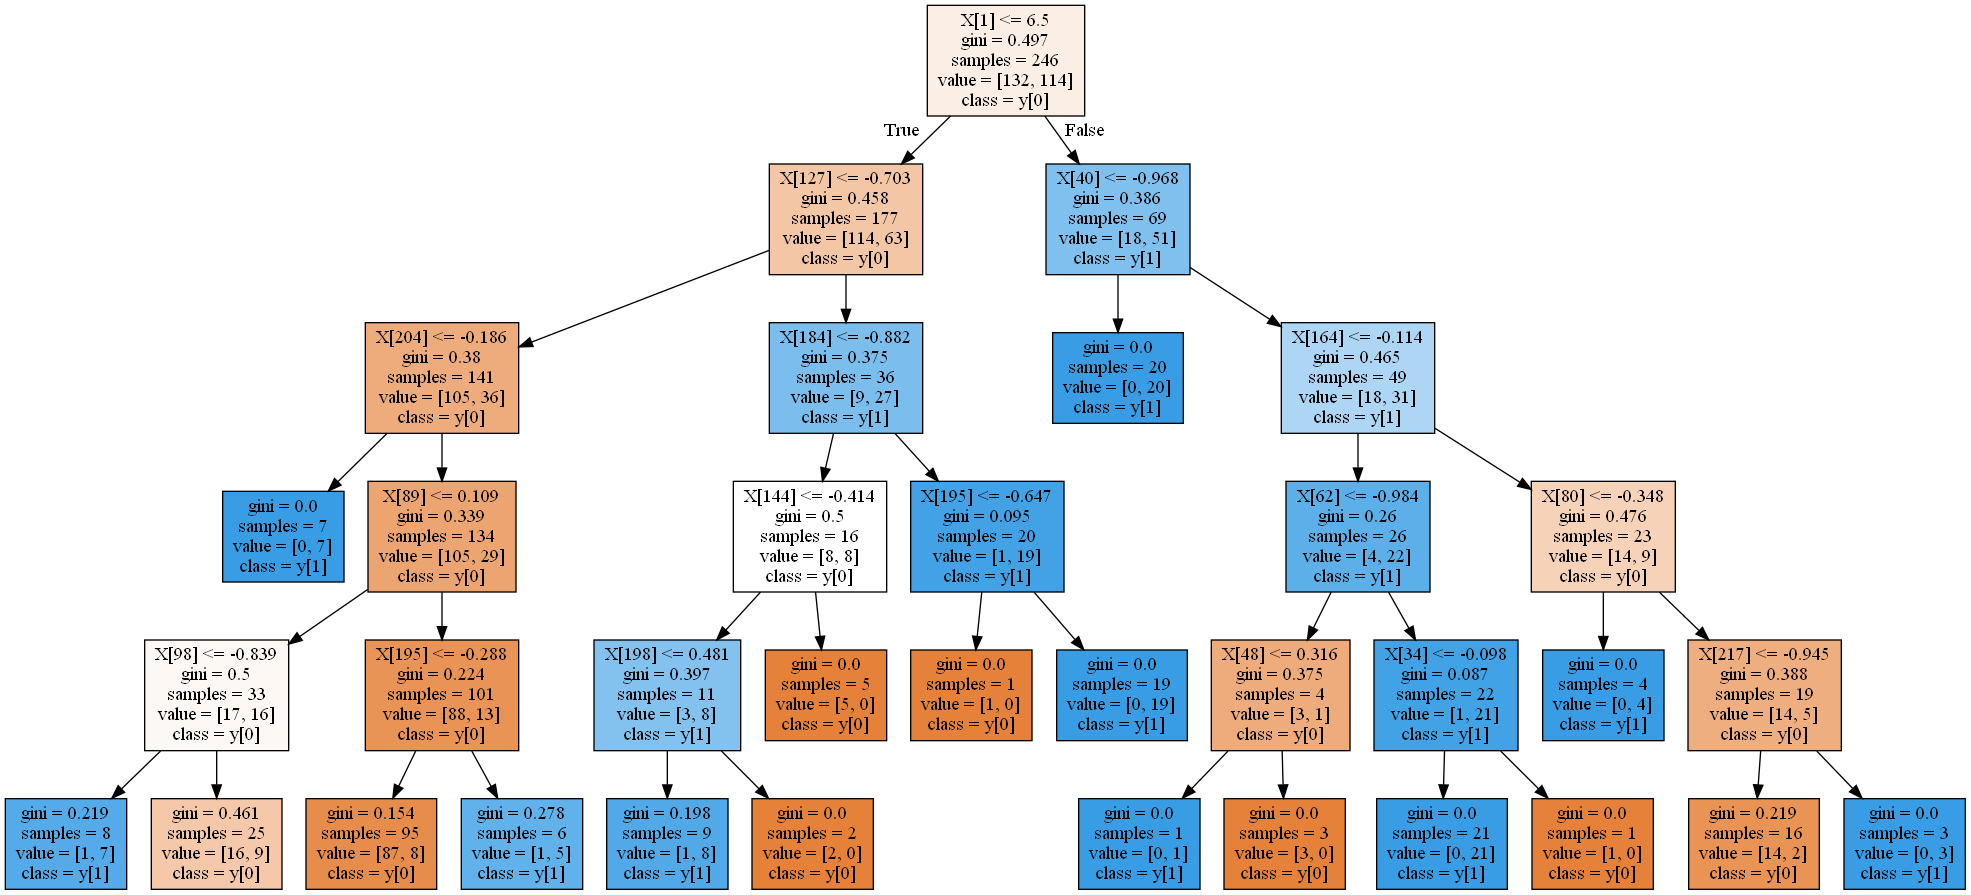 X[1] <= 6.5
gini = 0.497
samples = 246
value = [132, 114]
class = y[0]
True
False
X[127] <= -0.703
gini = 0.458
samples = 177
value = [114, 63]
class = y[0]
X[40] <= -0.968
gini = 0.386
samples = 69
value = [18, 51]
class = y[1]
X[204] <= -0.186
gini = 0.38
samples = 141
value = [105, 36]
class = y[0]
X[184] <= -0.882
gini = 0.375
samples = 36
value = [9, 27]
class = y[1]
gini = 0.0
samples = 20
value = [0, 20]
class = y[1]
X[164] <= -0.114
gini = 0.465
samples = 49
value = [18, 31]
class = y[1]
gini = 0.0
samples = 7
value = [0, 7]
class = y[1]
X[89] <= 0.109
gini = 0.339
samples = 134
value = [105, 29]
class = y[0]
X[144] <= -0.414
gini = 0.5
samples = 16
value = [8, 8]
class = y[0]
X[195] <= -0.647
gini = 0.095
samples = 20
value = [1, 19]
class = y[1]
X[62] <= -0.984
gini = 0.26
samples = 26
value = [4, 22]
class = y[1]
X[80] <= -0.348
gini = 0.476
samples = 23
value = [14, 9]
class = y[0]
X[98] <= -0.839
gini = 0.5
samples = 33
value = [17, 16]
class = y[0]
X[195] <= -0.288
gini = 0.224
samples = 101
value = [88, 13]
class = y[0]
X[198] <= 0.481
gini = 0.397
samples = 11
value = [3, 8]
class = y[1]
gini = 0.0
samples = 5
value = [5, 0]
class = y[0]
gini = 0.0
samples = 1
value = [1, 0]
class = y[0]
gini = 0.0
samples = 19
value = [0, 19]
class = y[1]
X[48] <= 0.316
gini = 0.375
samples = 4
value = [3, 1]
class = y[0]
X[34] <= -0.098
gini = 0.087
samples = 22
value = [1, 21]
class = y[1]
gini = 0.0
samples = 4
value = [0, 4]
class = y[1]
X[217] <= -0.945
gini = 0.388
samples = 19
value = [14, 5]
class = y[0]
gini = 0.219
samples = 8
value = [1, 7]
class = y[1]
gini = 0.461
samples = 25
value = [16, 9]
class = y[0]
gini = 0.154
samples = 95
value = [87, 8]
class = y[0]
gini = 0.278
samples = 6
value = [1, 5]
class = y[1]
gini = 0.198
samples = 9
value = [1, 8]
class = y[1]
gini = 0.0
samples = 2
value = [2, 0]
class = y[0]
gini = 0.0
samples = 1
value = [0, 1]
class = y[1]
gini = 0.0
samples = 3
value = [3, 0]
class = y[0]
gini = 0.0
samples = 21
value = [0, 21]
class = y[1]
gini = 0.0
samples = 1
value = [1, 0]
class = y[0]
gini = 0.219
samples = 16
value = [14, 2]
class = y[0]
gini = 0.0
samples = 3
value = [0, 3]
class = y[1]